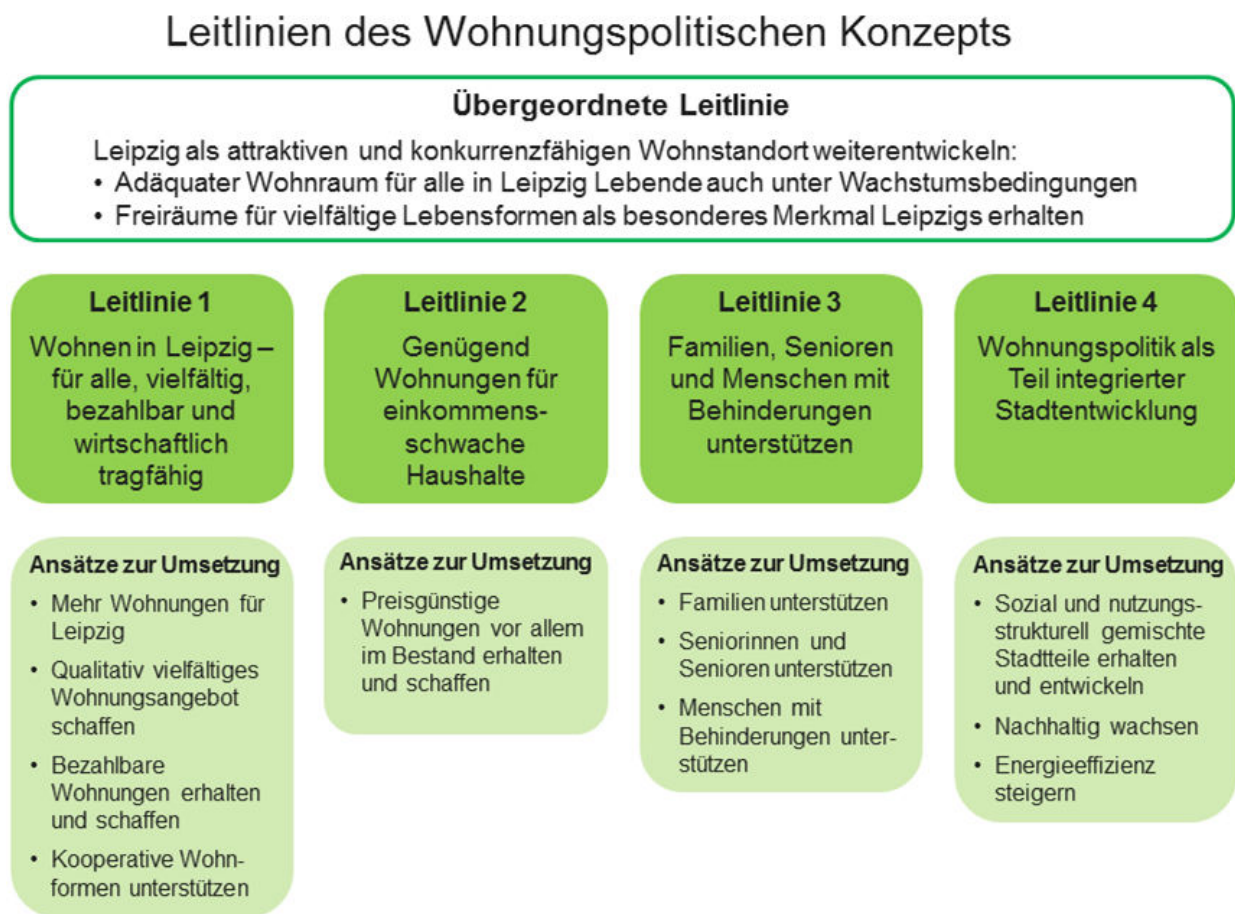 Leitlinien des Wohnungspolitischen Konzepts
Übergeordnete Leitlinie
Leipzig als attraktiven und konkurrenzfähigen Wohnstandort weiterentwickeln:
• Adäquater Wohnraum für alle in Leipzig Lebende auch unter Wachstumsbedingungen
• Freiräume für vielfältige Lebensformen als besonderes Merkmal Leipzigs erhalten
Leitlinie 1
Wohnen in Leipzig –
für alle, vielfältig,
bezahlbar und
wirtschaftlich
tragfähig
Leitlinie 2
Genügend
Wohnungen für
einkommens-
schwache
Haushalte
Leitlinie 3
Familien, Senioren
und Menschen mit
Behinderungen
unterstützen
Leitlinie 4
Wohnungspolitik als
Teil integrierter
Stadtentwicklung
Ansätze zur Umsetzung
• Mehr Wohnungen für
Leipzig
• Qualitativ vielfältiges
Wohnungsangebot
schaffen
• Bezahlbare
Wohnungen erhalten
und schaffen
• Kooperative Wohn-
formen unterstützen
Ansätze zur Umsetzung
• Preisgünstige
Wohnungen vor allem
im Bestand erhalten
und schaffen
Ansätze zur Umsetzung
• Familien unterstützen
• Seniorinnen und
Senioren unterstützen
• Menschen mit
Behinderungen unter-
stützen
Ansätze zur Umsetzung
• Sozial und nutzungs-
strukturell gemischte
Stadtteile erhalten
und entwickeln
• Nachhaltig wachsen
• Energieeffizienz
steigern